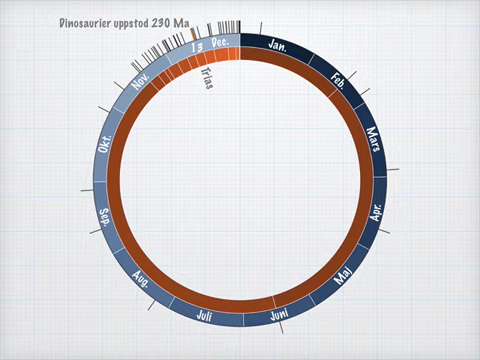 Dinosaurier uppstod 230 Ma
13 Dec.
Jan.
Feb.
Mars
Apr.
Maj
Juni
Juli
Aug.
Sep.
Okt.
Nov.
Trias